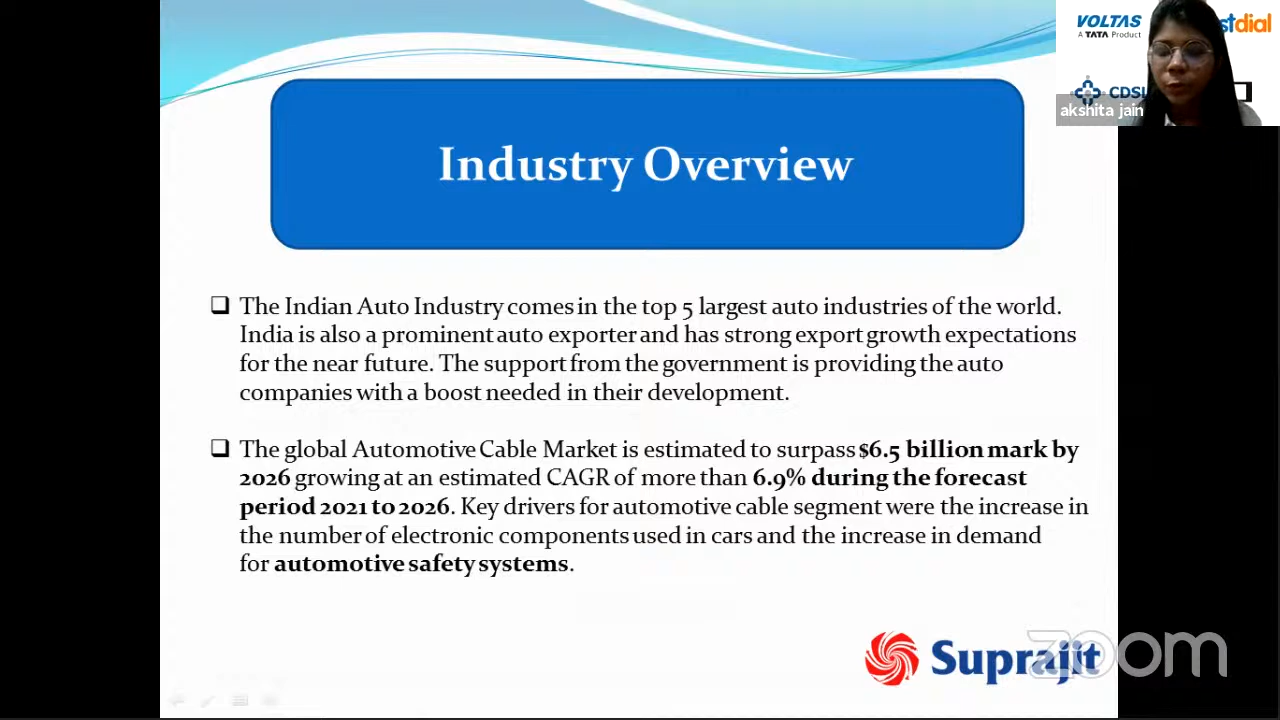 VOLTAS
A TATA Product
stdial
CDSL
akshita jain
Industry Overview
The Indian Auto Industry comes in the top 5 largest auto industries of the world.
India is also a prominent auto exporter and has strong export growth expectations
for the near future. The support from the government is providing the auto
companies with a boost needed in their development.
The global Automotive Cable Market is estimated to surpass $6.5 billion mark by
2026 growing at an estimated CAGR of more than 6.9% during the forecast
period 2021 to 2026. Key drivers for automotive cable segment were the increase in
the number of electronic components used in cars and the increase in demand
for automotive safety systems.
Suprajit
zoom